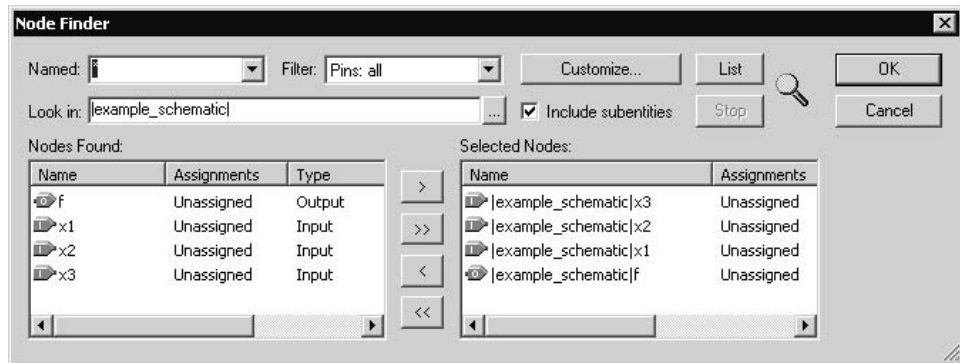 Node Finder
Named: * Filter: Pins: all Customize... List OK
Look in: |example_schematic| ... Include subentities Stop Cancel
Nodes Found: Selected Nodes:
Name Assignments Type > Name Assignments
f Unassigned Output |example_schematic|x3 Unassigned
x1 Unassigned Input >> |example_schematic|x2 Unassigned
x2 Unassigned Input < |example_schematic|x1 Unassigned
x3 Unassigned Input |example_schematic|f Unassigned
<<